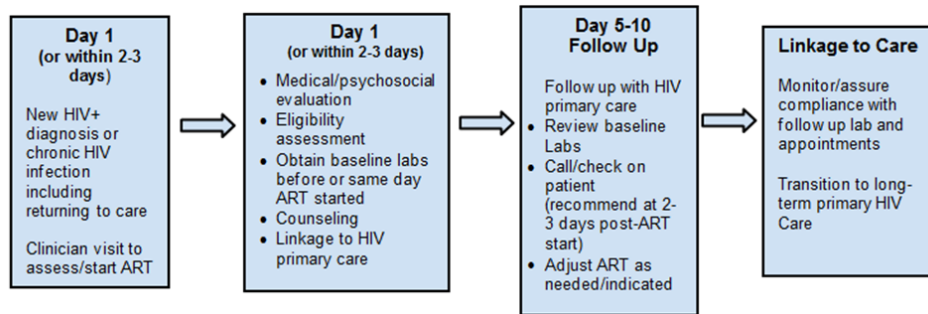 Day 1
(or within 2-3
days)
New HIV+
diagnosis or
chronic HIV
infection
including
returning to care
Clinician visit to
assess/start ART
Day 1
(or within 2-3 days)
• Medical/psychosocial
evaluation
• Eligibility
assessment
• Obtain baseline labs
before or same day
ART started
• Counseling
• Linkage to HIV
primary care
Day 5-10
Follow Up
Follow up with HIV
primary care
• Review baseline
Labs
• Call/check on
patient
(recommend at 2-
3 days post-ART
start)
• Adjust ART as
needed/indicated
Linkage to Care
Monitor/assure
compliance with
follow up lab and
appointments
Transition to long-
term primary HIV
Care